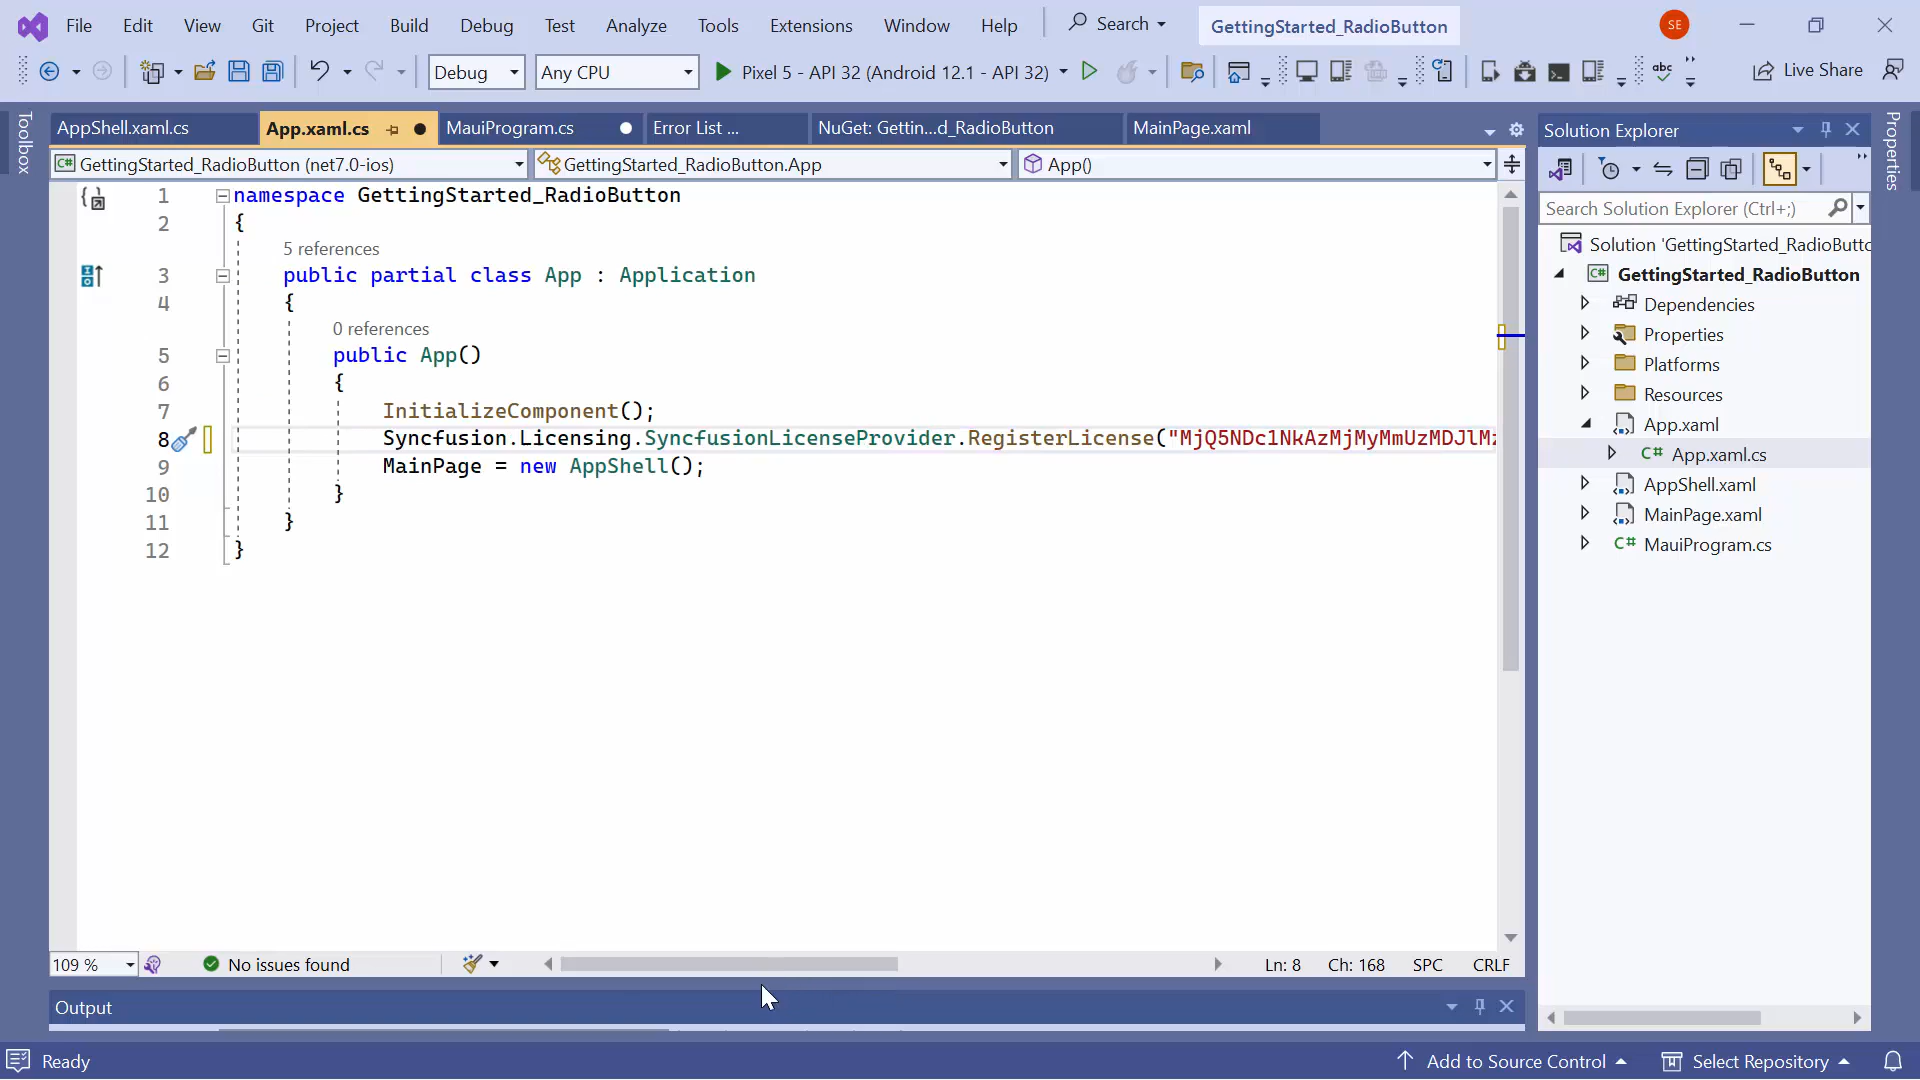 File Edit View Git Project Build Debug Test Analyze Tools Extensions Window Help Search GettingStarted_RadioButton SE
Debug Any CPU Pixel 5 - API 32 (Android 12.1 - API 32) abc Live Share
Toolbox
AppShell.xaml.cs App.xaml.cs MauiProgram.cs Error List ... NuGet: Gettin...d_RadioButton MainPage.xaml
GettingStarted_RadioButton (net7.0-ios) GettingStarted_RadioButton.App App()
1 namespace GettingStarted_RadioButton
2 {
5 references
3 public partial class App : Application
4 {
0 references
5 public App()
6 {
7 InitializeComponent();
8 Syncfusion.Licensing.SyncfusionLicenseProvider.RegisterLicense("MjQ5NDc1NkAzMjMyMmUzMDJlMz
9 MainPage = new AppShell();
10 }
11 }
12 }
109 % No issues found Ln: 8 Ch: 168 SPC CRLF
Output
Solution Explorer
Search Solution Explorer (Ctrl+;)
Solution 'GettingStarted_RadioButto
GettingStarted_RadioButton
Dependencies
Properties
Platforms
Resources
App.xaml
App.xaml.cs
AppShell.xaml
MainPage.xaml
MauiProgram.cs
Properties
Ready Add to Source Control Select Repository